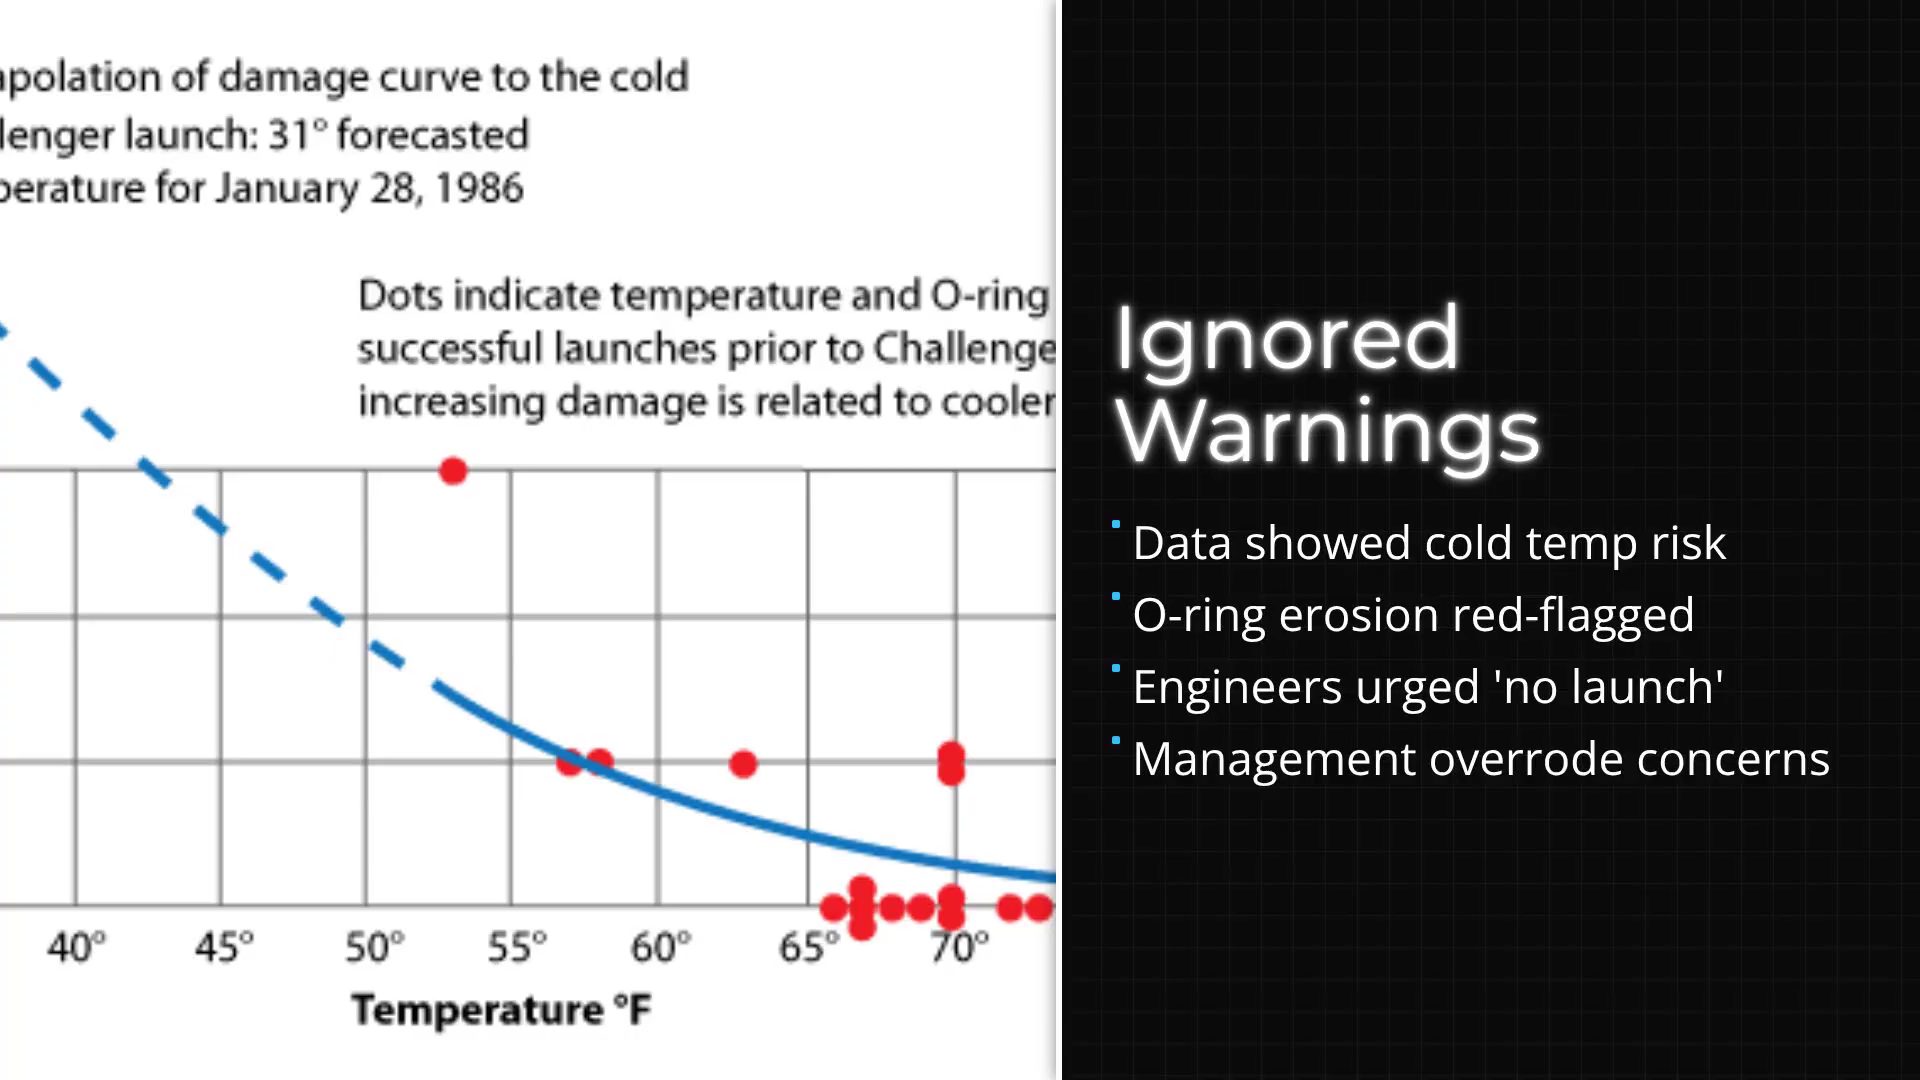 apolation of damage curve to the cold
lenger launch: 31° forecasted
perature for January 28, 1986
Dots indicate temperature and O-ring
successful launches prior to Challenge
increasing damage is related to cooler
40° 45° 50° 55° 60° 65° 70°
Temperature °F
Ignored
Warnings
Data showed cold temp risk
O-ring erosion red-flagged
Engineers urged 'no launch'
Management overrode concerns